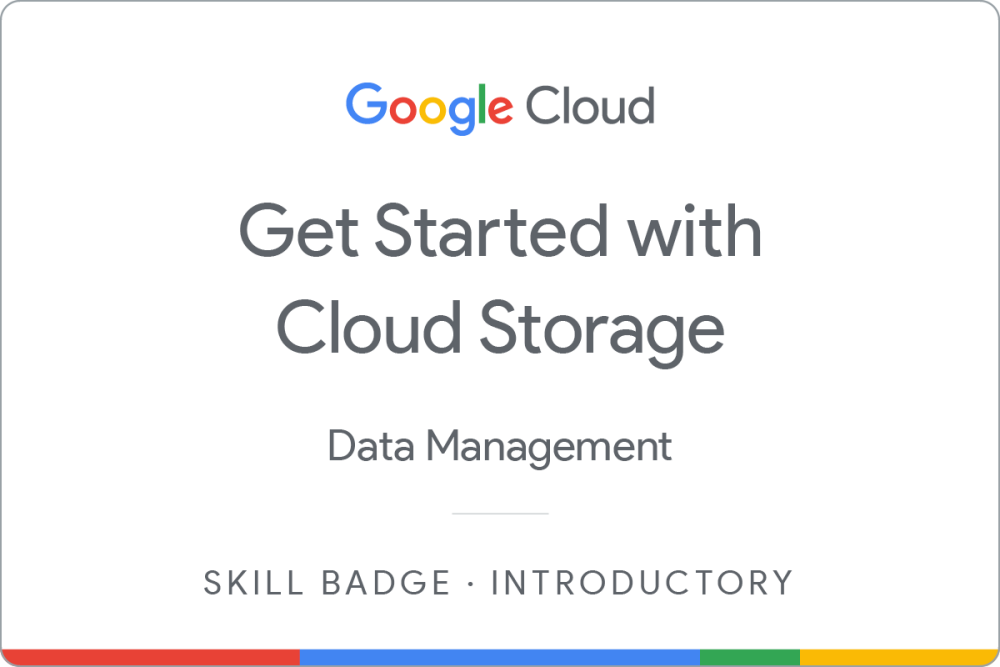 Google Cloud
Get Started with
Cloud Storage
Data Management
SKILL BADGE · INTRODUCTORY